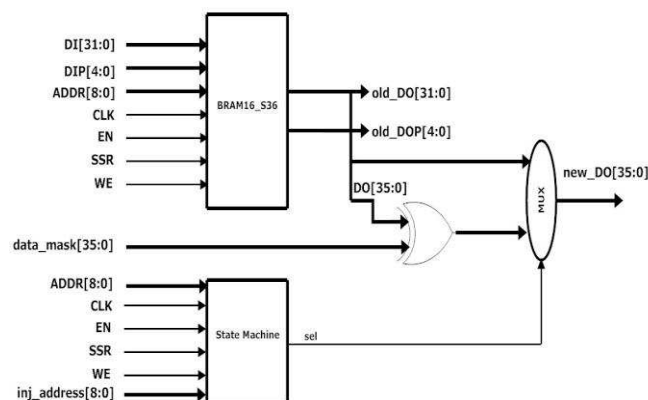 DI[31:0]
DIP[4:0]
ADDR[8:0]
CLK
EN
SSR
WE
BRAM16_S36
old_DO[31:0]
old_DOP[4:0]
DO[35:0]
data_mask[35:0]
MUX
new_DO[35:0]
ADDR[8:0]
CLK
EN
SSR
WE
inj_address[8:0]
State Machine
sel